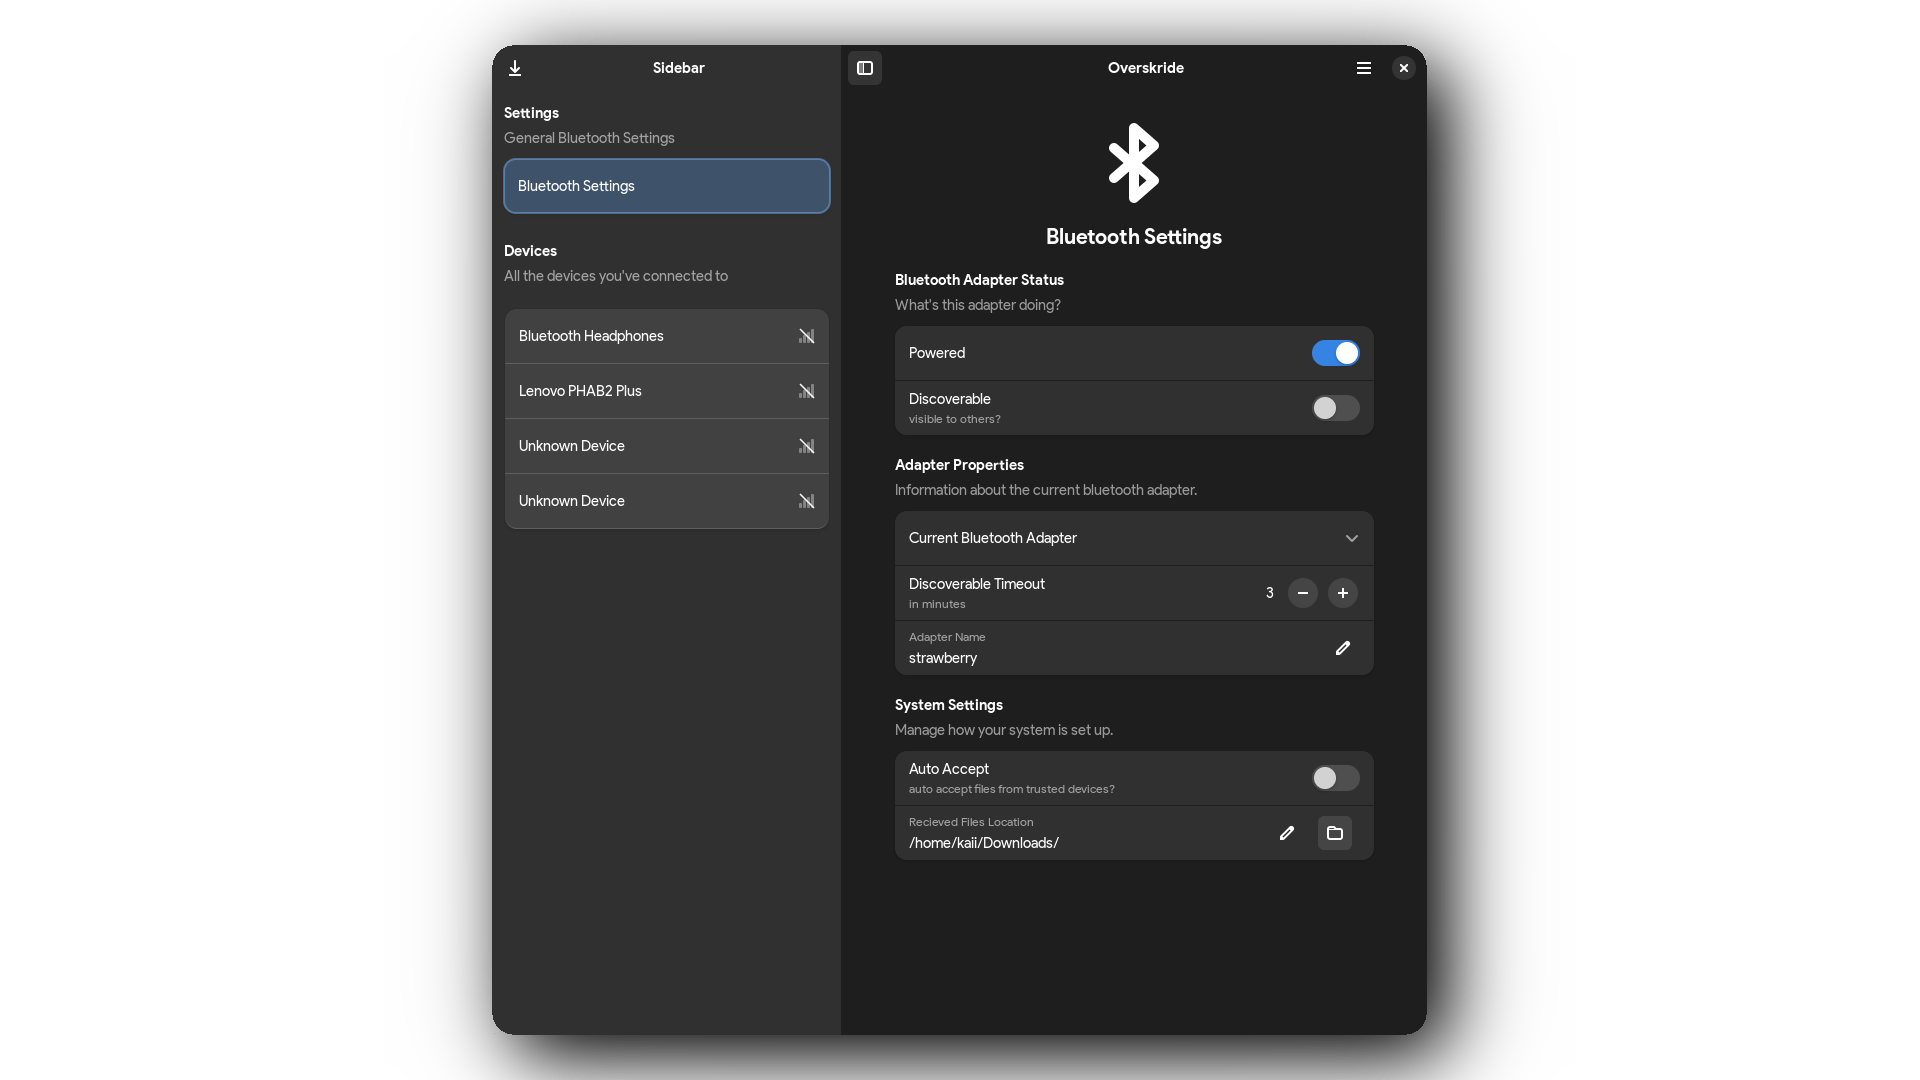 Sidebar
Settings
General Bluetooth Settings
Bluetooth Settings
Devices
All the devices you've connected to
Bluetooth Headphones
Lenovo PHAB2 Plus
Unknown Device
Unknown Device
Overskride
Bluetooth Settings
Bluetooth Adapter Status
What's this adapter doing?
Powered
Discoverable
visible to others?
Adapter Properties
Information about the current bluetooth adapter.
Current Bluetooth Adapter
Discoverable Timeout
in minutes
3
Adapter Name
strawberry
System Settings
Manage how your system is set up.
Auto Accept
auto accept files from trusted devices?
Recieved Files Location
/home/kaii/Downloads/